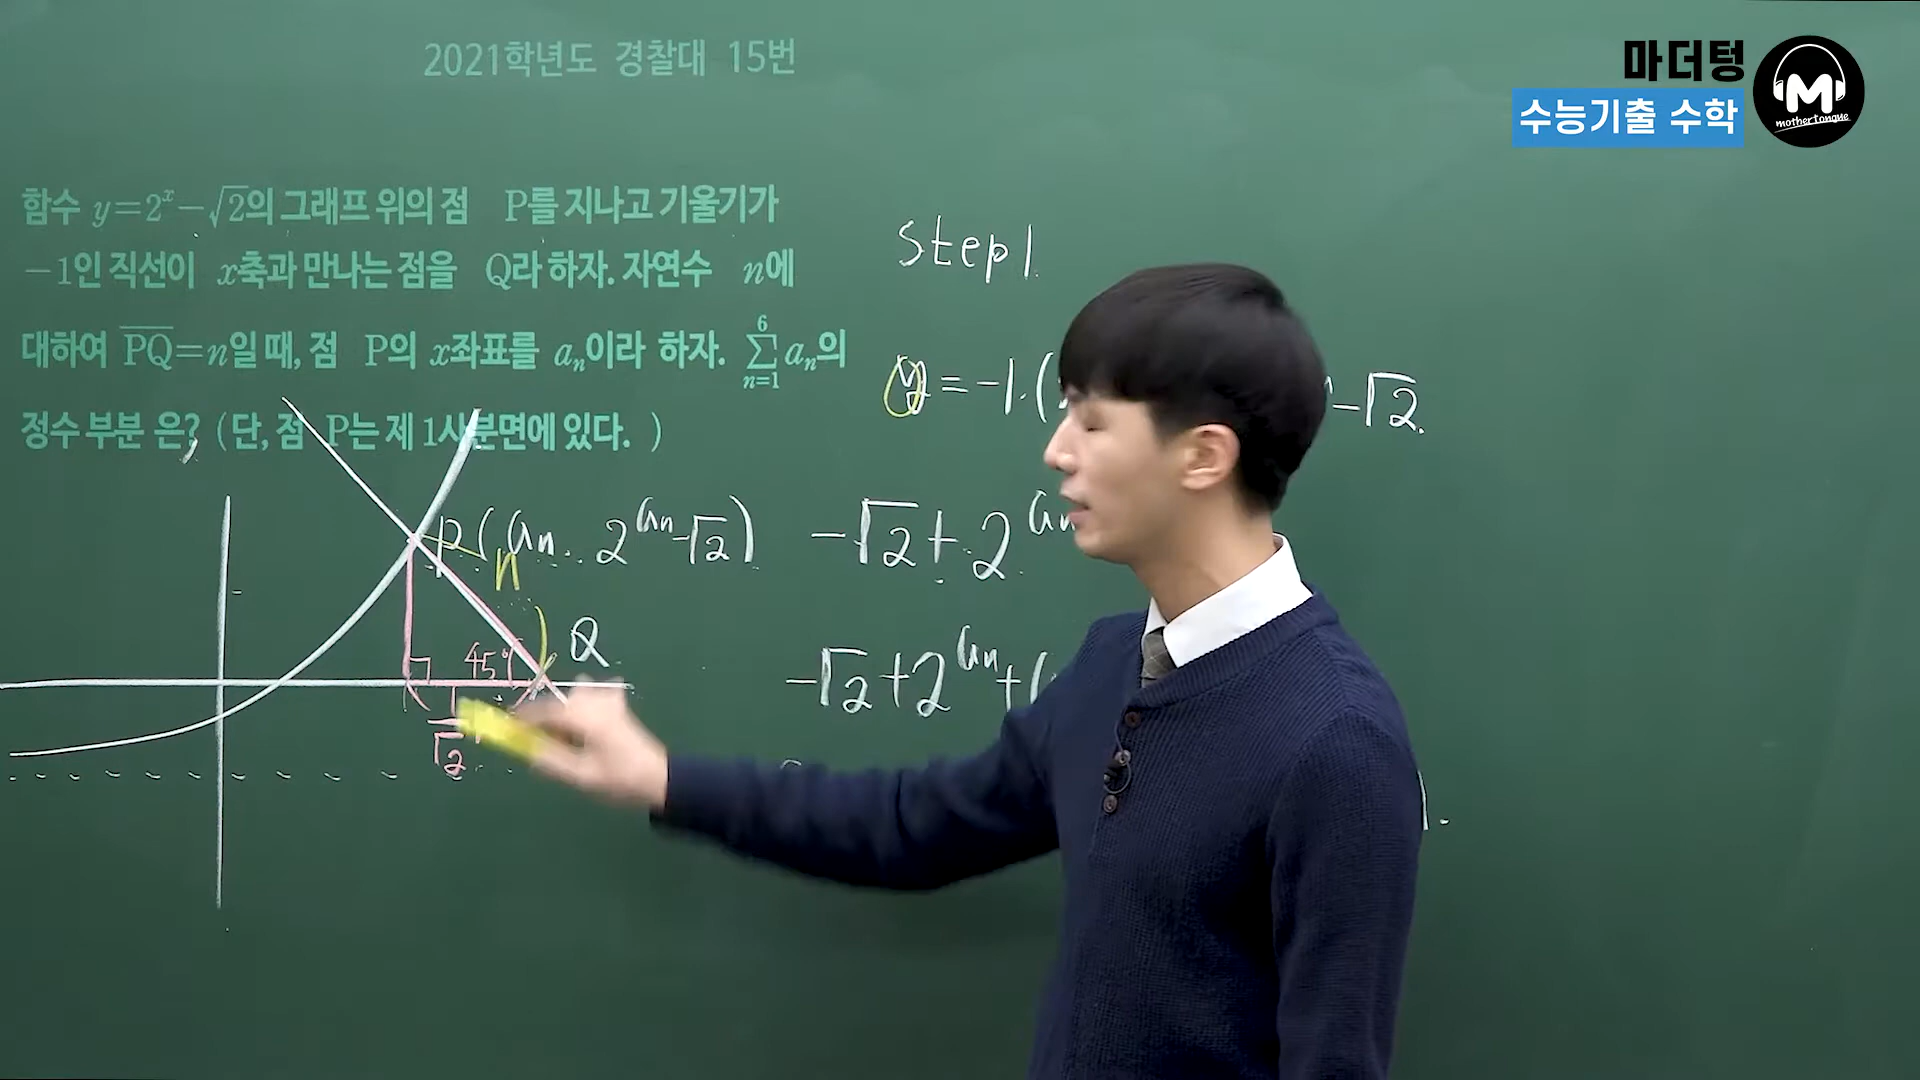 2021학년도 경찰대 15번
마더텅
수능기출 수학
M
mothertongue
함수 y=2^x-√2의 그래프 위의 점 P를 지나고 기울기가
-1인 직선이 x축과 만나는 점을 Q라 하자. 자연수 n에
대하여 \overline{PQ}=n일 때, 점 P의 x좌표를 a_n이라 하자. \sum_{n=1}^{6} a_n의
정수 부분 은? (단, 점 P는 제 1사분면에 있다. )
Step1.
y=-1·(
-√2.
P(a_n, 2^{a_n}-√2)
n
45°
Q
1
√2
-√2+2^{a_n}
-√2+2^{a_n}+